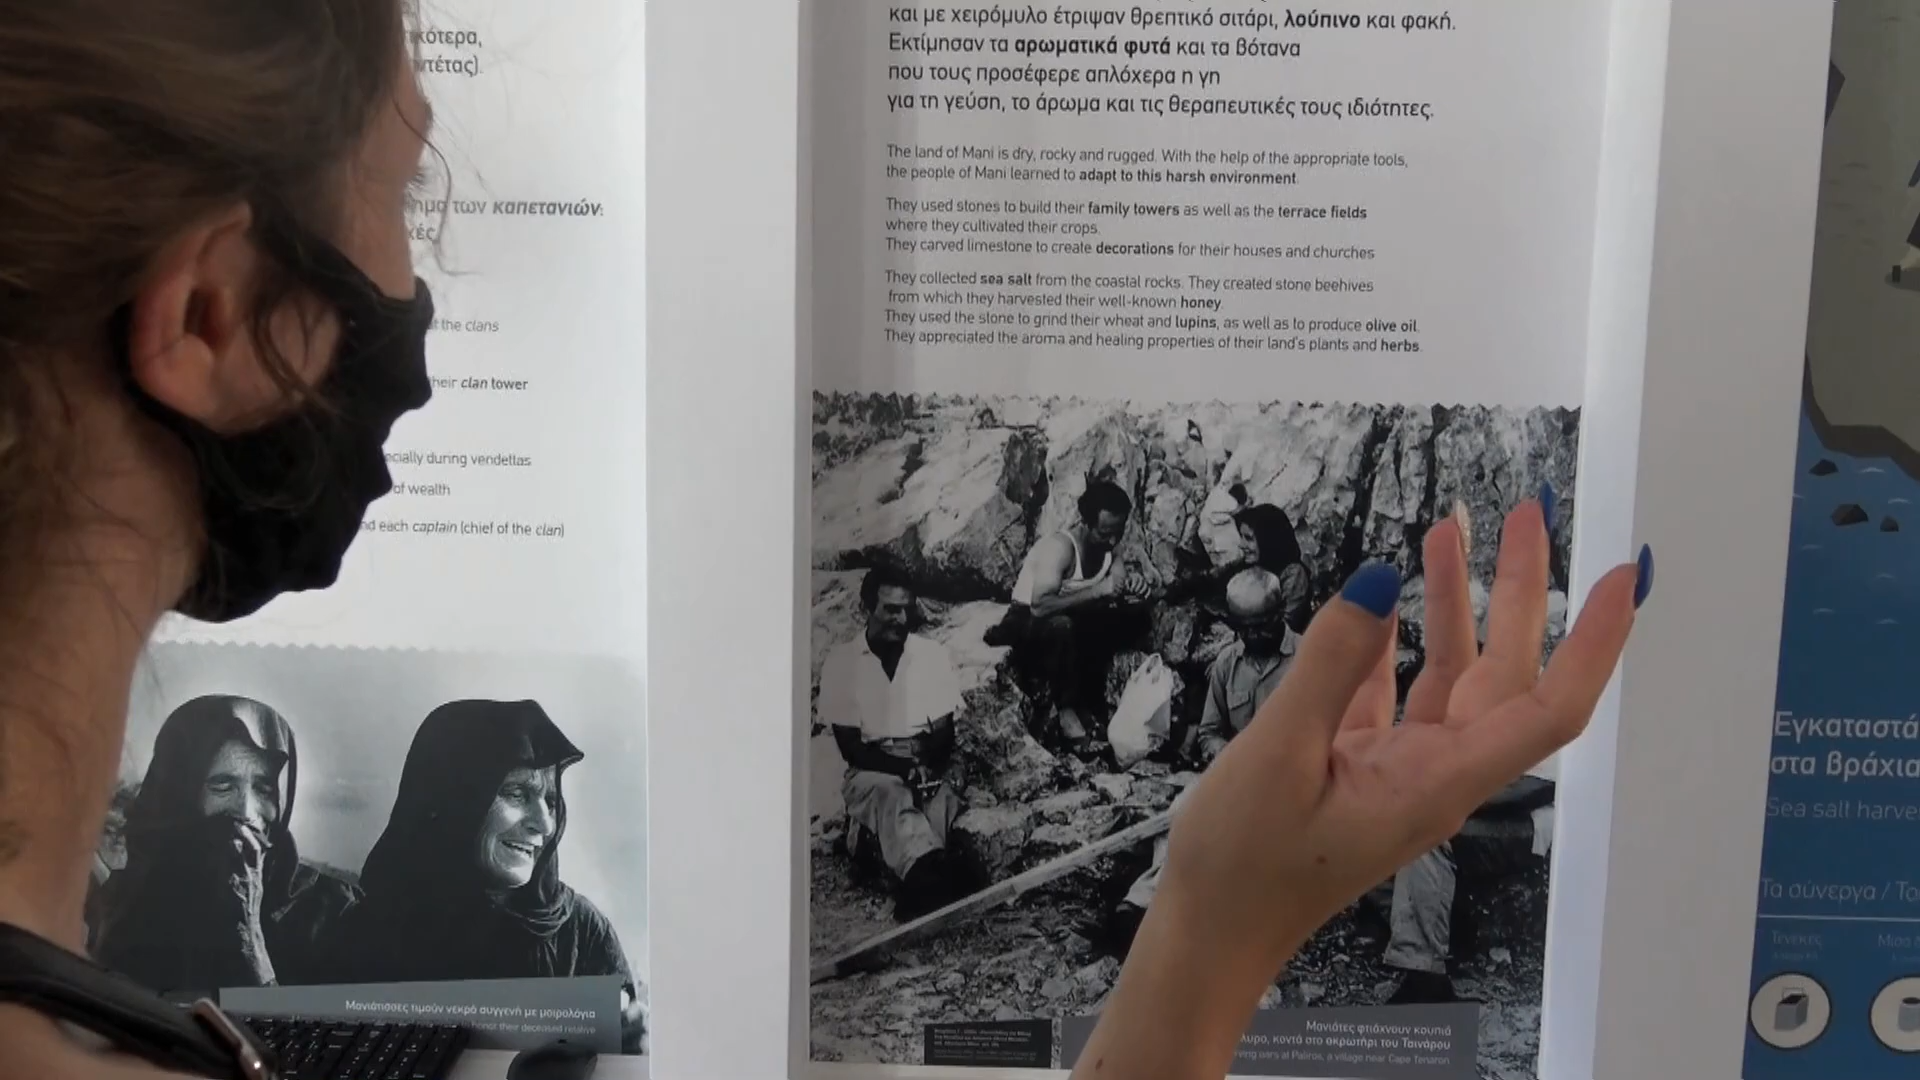 κότερα,
ντέτας).
των καπετανιών:
κές
at the clans
their clan tower
ecially during vendettas
of wealth
nd each captain (chief of the clan)
Μανιάτισσες τιμούν νεκρό συγγενή με μοιρολόγια
honor their deceased relative
και με χειρόμυλο έτριψαν θρεπτικό σιτάρι, λούπινο και φακή.
Εκτίμησαν τα αρωματικά φυτά και τα βότανα
που τους προσέφερε απλόχερα η γη
για τη γεύση, το άρωμα και τις θεραπευτικές τους ιδιότητες.
The land of Mani is dry, rocky and rugged. With the help of the appropriate tools,
the people of Mani learned to adapt to this harsh environment.
They used stones to build their family towers as well as the terrace fields
where they cultivated their crops.
They carved limestone to create decorations for their houses and churches
They collected sea salt from the coastal rocks. They created stone beehives
from which they harvested their well-known honey.
They used the stone to grind their wheat and lupins, as well as to produce olive oil.
They appreciated the aroma and healing properties of their land's plants and herbs.
Μανιάτες φτιάχνουν κουπιά
λυρο, κοντά στο ακρωτήρι του Ταινάρου
ving oars at Paliros, a village near Cape Tenaron
Εγκαταστά
στα βράχια
Sea salt harve
Τα σύνεργα / To
Τενεκές